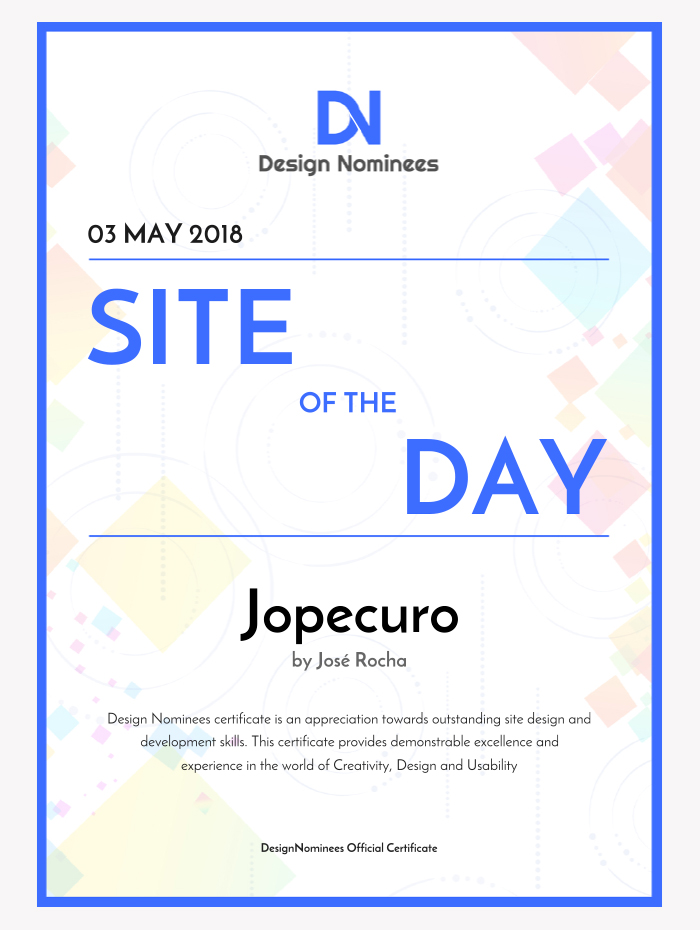 DN
Design Nominees
03 MAY 2018
SITE
OF THE
DAY
Jopecuro
by José Rocha
Design Nominees certificate is an appreciation towards outstanding site design and
development skills. This certificate provides demonstrable excellence and
experience in the world of Creativity, Design and Usability
DesignNominees Official Certificate